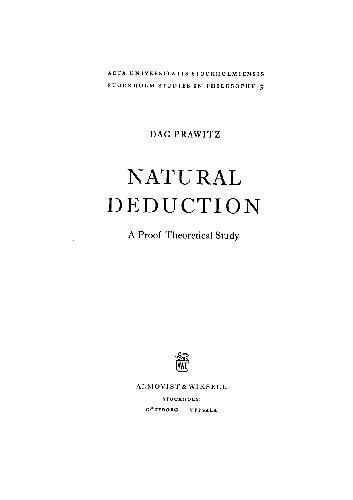 ACTA UNIVERSITATIS STOCKHOLMIENSIS
STOCKHOLM STUDIES IN PHILOSOPHY 3
DAG PRAWITZ
NATURAL
DEDUCTION
A Proof-Theoretical Study
ALMQVIST & WIKSELL
STOCKHOLM
GÖTEBORG UPPSALA